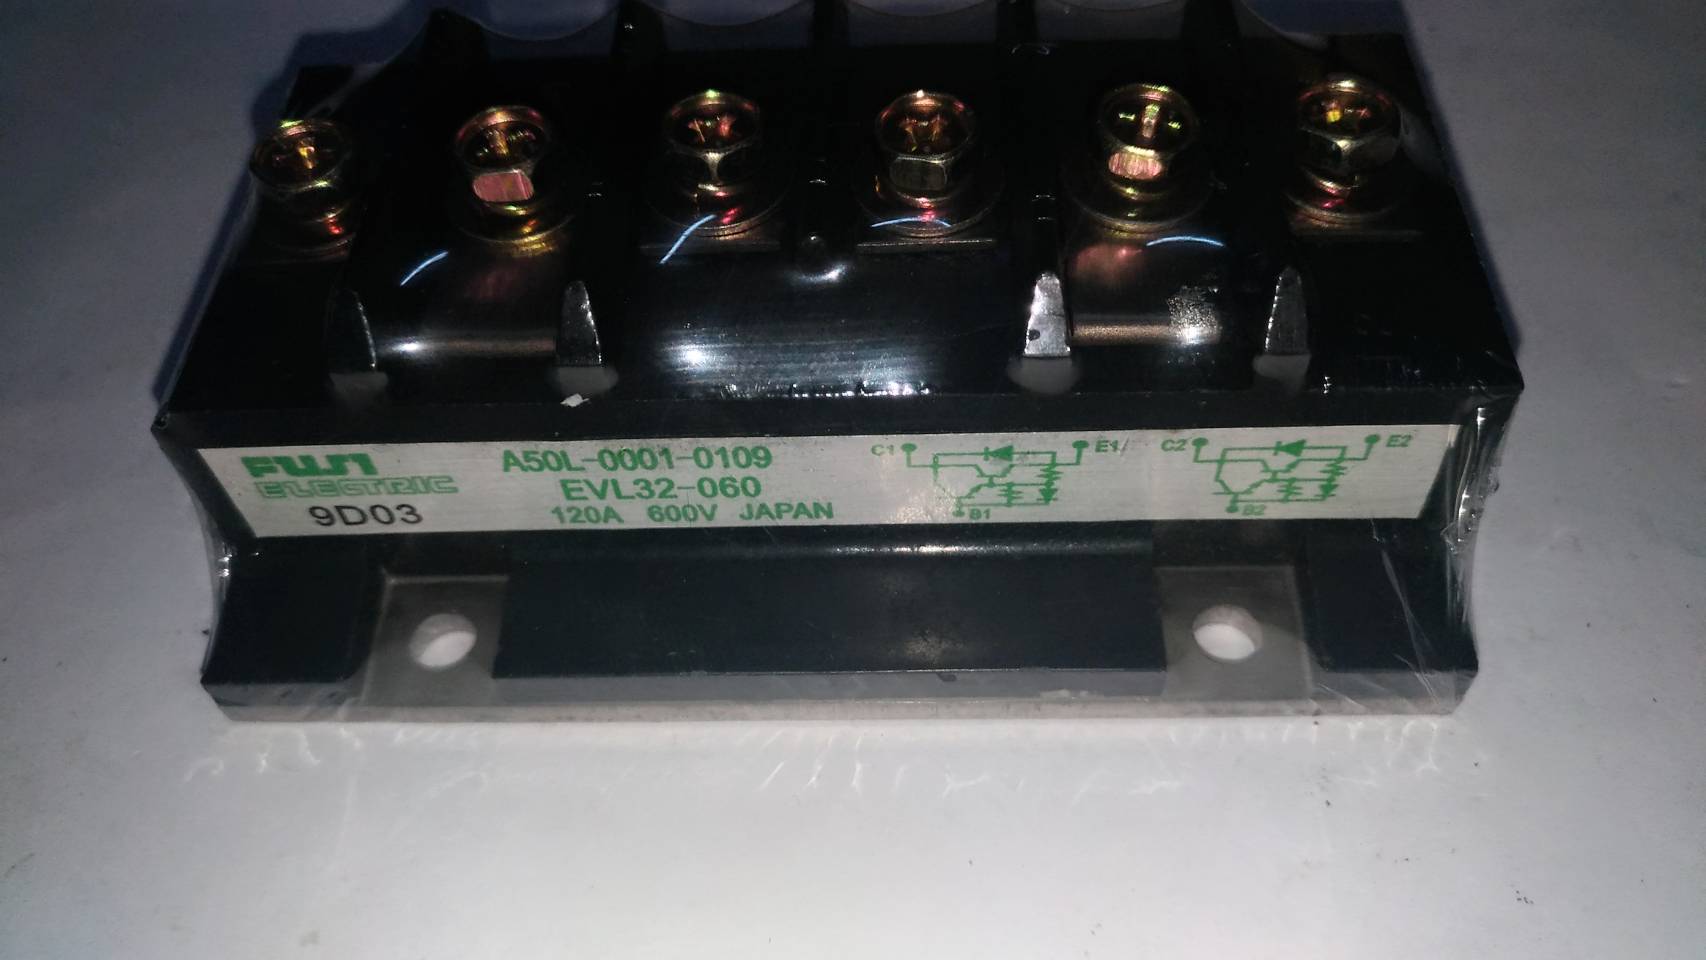 FUJI
ELECTRIC
9D03
A50L-0001-0109
EVL32-060
120A 600V JAPAN
C1 E1
B1
C2 E2
B2